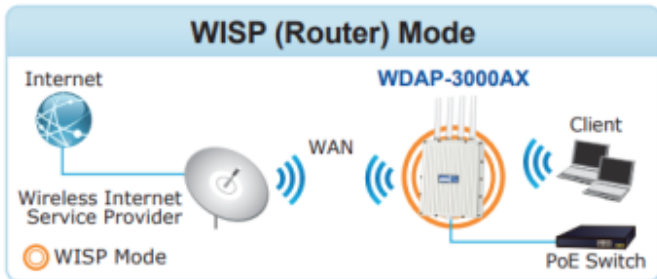 WISP (Router) Mode
Internet
WDAP-3000AX
WAN
Client
Wireless Internet
Service Provider
WISP Mode
PoE Switch